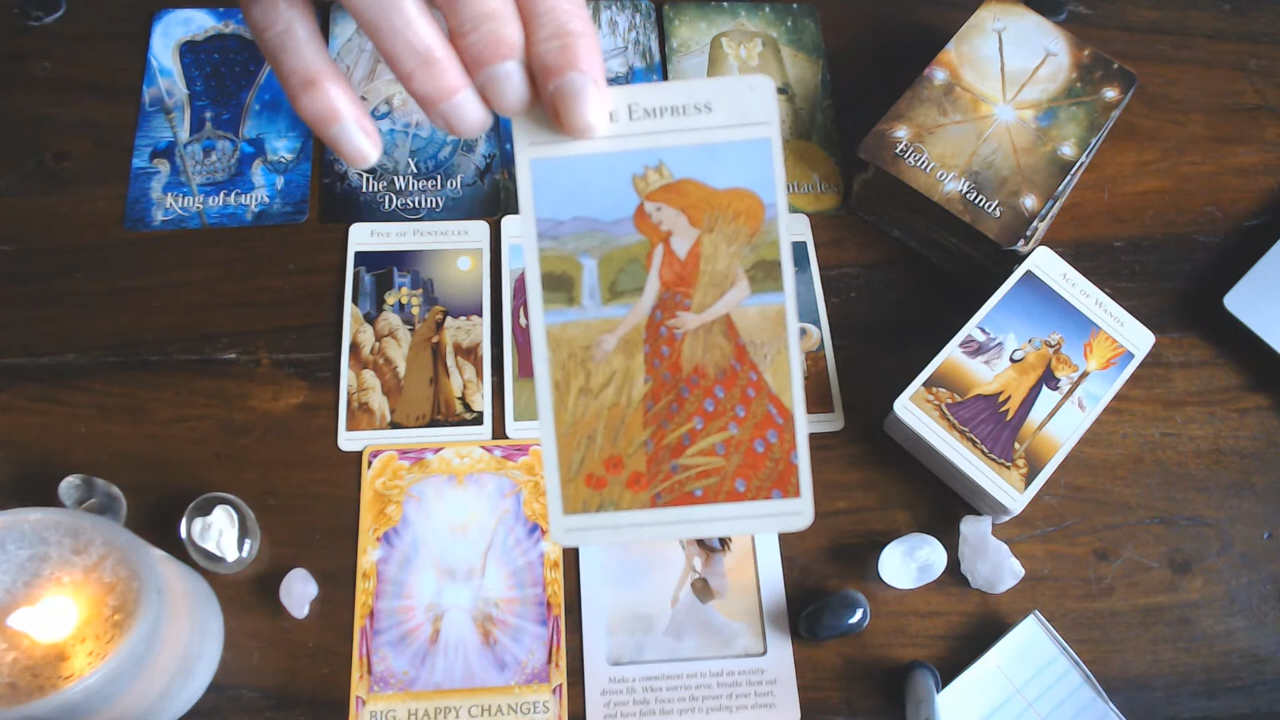 King of Cups
X
The Wheel of
Destiny
Eight of Wands
Empress
Five of Pentacles
Ace of Wands
BIG, HAPPY CHANGES
Make a commitment not to lead an anxiety-
driven life. When worries arise, breathe them out
of your body. Focus on the power of your heart,
and have faith that spirit is guiding you always.